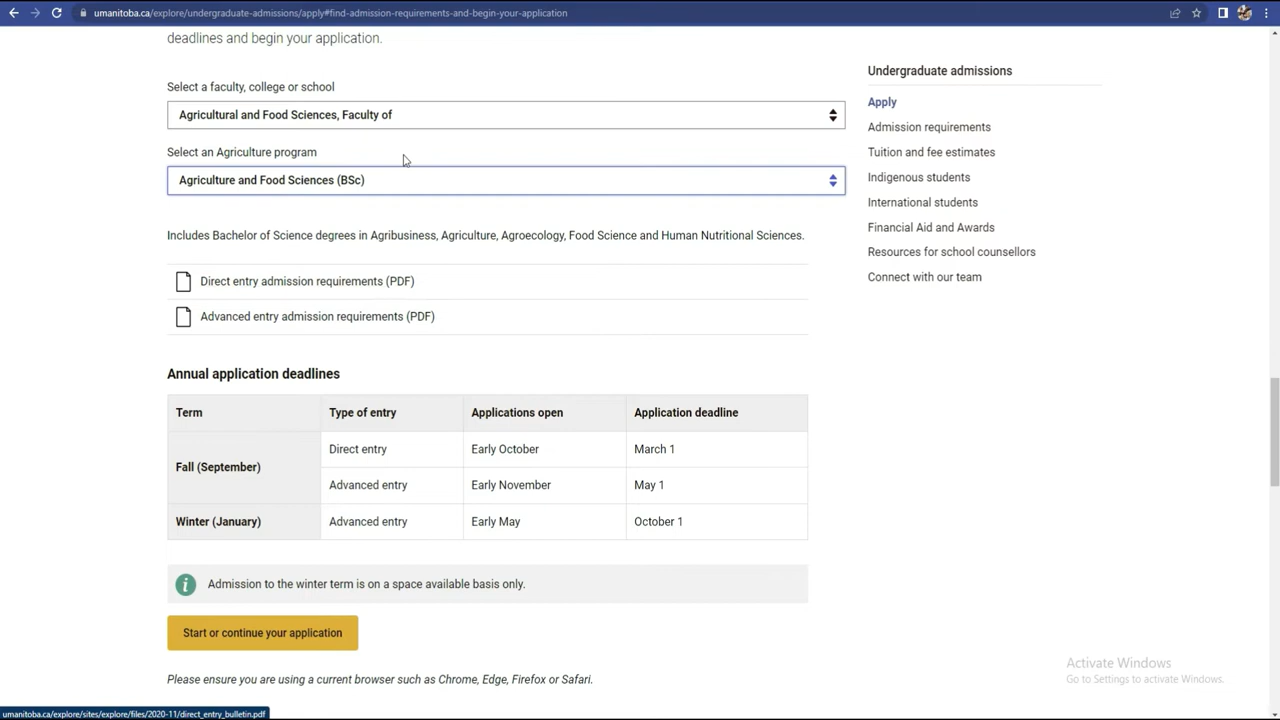 umanitoba.ca/explore/undergraduate-admissions/apply#find-admission-requirements-and-begin-your-application
deadlines and begin your application.
Select a faculty, college or school
Agricultural and Food Sciences, Faculty of
Select an Agriculture program
Agriculture and Food Sciences (BSc)
Includes Bachelor of Science degrees in Agribusiness, Agriculture, Agroecology, Food Science and Human Nutritional Sciences.
Direct entry admission requirements (PDF)
Advanced entry admission requirements (PDF)
Annual application deadlines
Term Type of entry Applications open Application deadline
Fall (September)
Direct entry Early October March 1
Advanced entry Early November May 1
Winter (January) Advanced entry Early May October 1
Admission to the winter term is on a space available basis only.
Start or continue your application
Please ensure you are using a current browser such as Chrome, Edge, Firefox or Safari.
Undergraduate admissions
Apply
Admission requirements
Tuition and fee estimates
Indigenous students
International students
Financial Aid and Awards
Resources for school counsellors
Connect with our team
Activate Windows
Go to Settings to activate Windows.
umanitoba.ca/explore/sites/explore/files/2020-11/direct_entry_bulletin.pdf